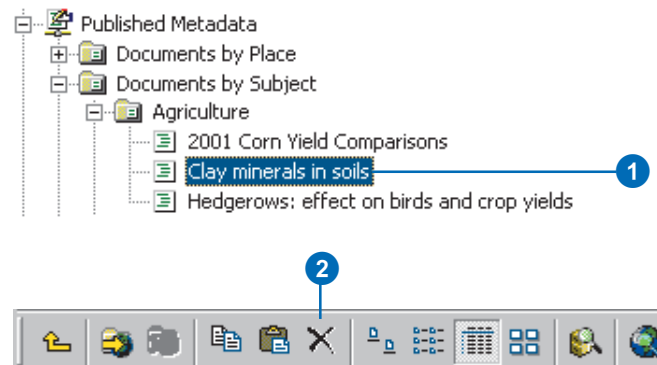 Published Metadata
Documents by Place
Documents by Subject
Agriculture
2001 Corn Yield Comparisons
Clay minerals in soils
1
Hedgerows: effect on birds and crop yields
2